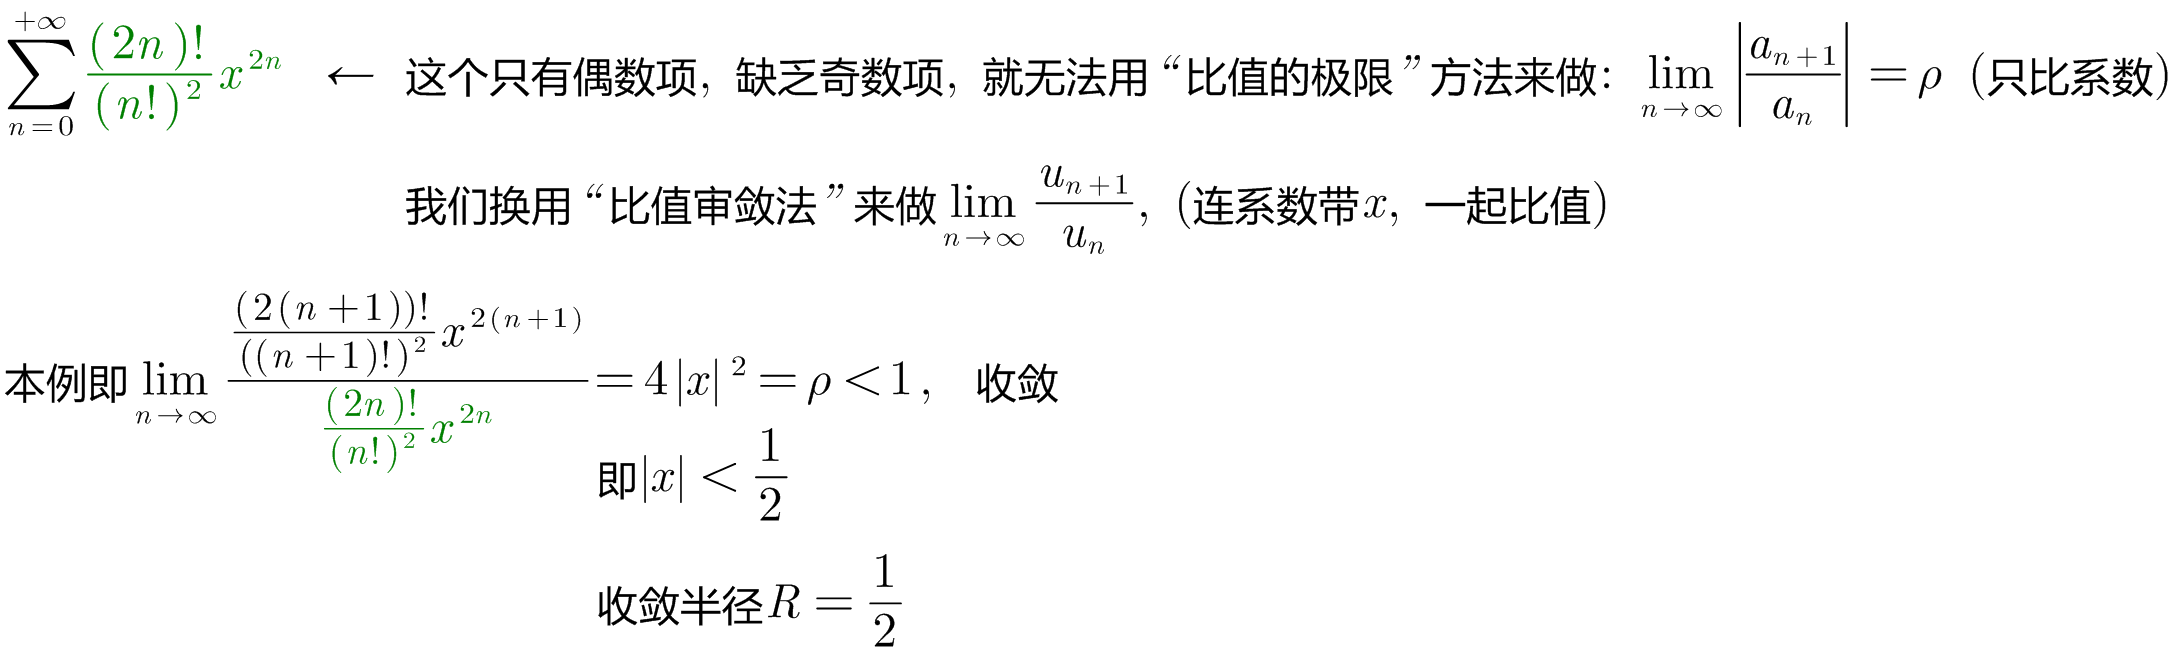 $\sum_{n=0}^{+\infty} \frac{(2n)!}{(n!)^2} x^{2n}$ ← 这个只有偶数项, 缺乏奇数项, 就无法用“比值的极限”方法来做: $\lim_{n\to\infty} \left|\frac{a_{n+1}}{a_n}\right| = \rho$ (只比系数)
我们换用“比值审敛法”来做 $\lim_{n\to\infty} \frac{u_{n+1}}{u_n}$, (连系数带$x$, 一起比值)
本例即 $\lim_{n\to\infty} \frac{\frac{(2(n+1))!}{((n+1)!)^2} x^{2(n+1)}}{\frac{(2n)!}{(n!)^2} x^{2n}} = 4|x|^2 = \rho < 1$, 收敛
即$|x| < \frac{1}{2}$
收敛半径$R = \frac{1}{2}$